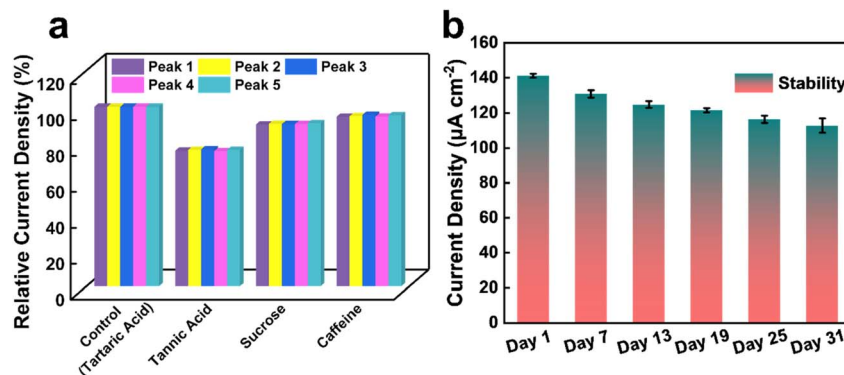 a
Peak 1 Peak 2 Peak 3
Peak 4 Peak 5
Relative Current Density (%)
120
100
80
60
40
20
0
Control
(Tartaric Acid)
Tannic Acid
Sucrose
Caffeine
b
Stability
Current Density (µA cm⁻²)
160
140
120
100
80
60
40
20
0
Day 1 Day 7 Day 13 Day 19 Day 25 Day 31